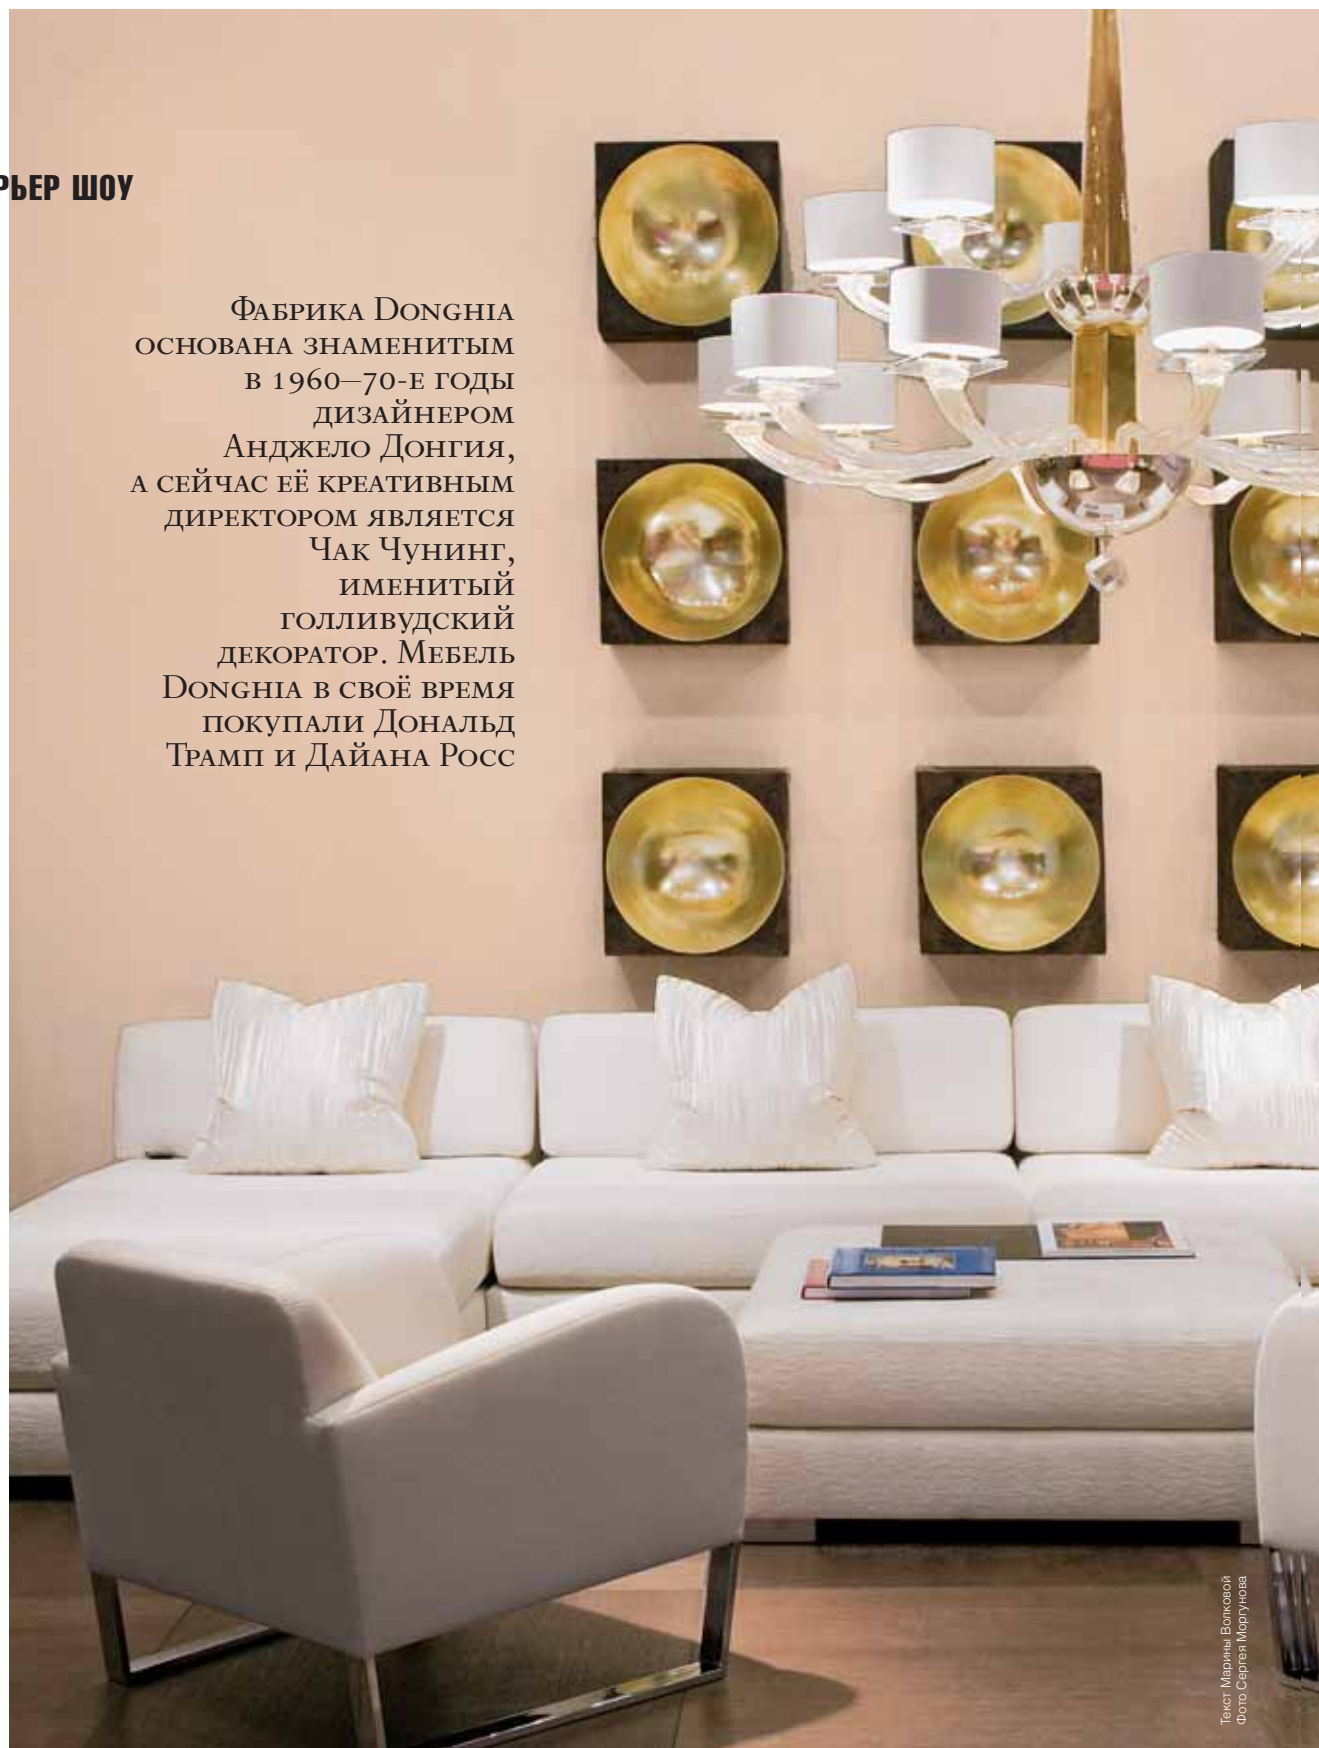 РЬЕР ШОУ
Фабрика Donghia
основана знаменитым
в 1960–70-е годы
дизайнером
Анджело Донгия,
а сейчас её креативным
директором является
Чак Чунинг,
именитый
голливудский
декоратор. Мебель
Donghia в своё время
покупали Дональд
Трамп и Дайана Росс
Текст Марины Волковой
Фото Сергея Моргунова